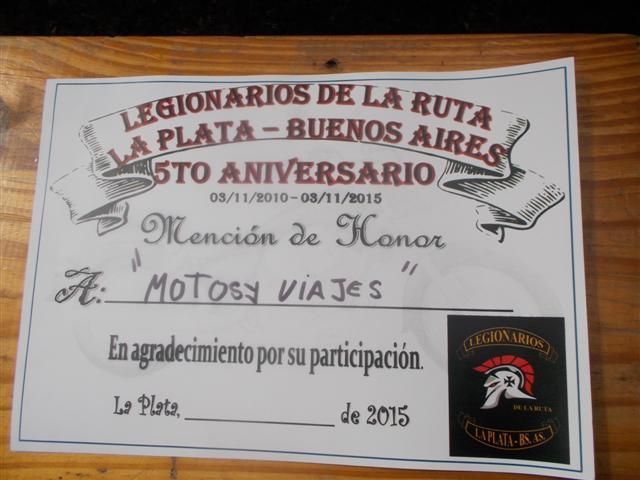 LEGIONARIOS DE LA RUTA
LA PLATA – BUENOS AIRES
5TO ANIVERSARIO
03/11/2010 – 03/11/2015
Mención de Honor
A: "MOTOS y VIAJES"
En agradecimiento por su participación.
La Plata, ____________ de 2015
LEGIONARIOS
DE LA RUTA
LA PLATA - BS. AS.